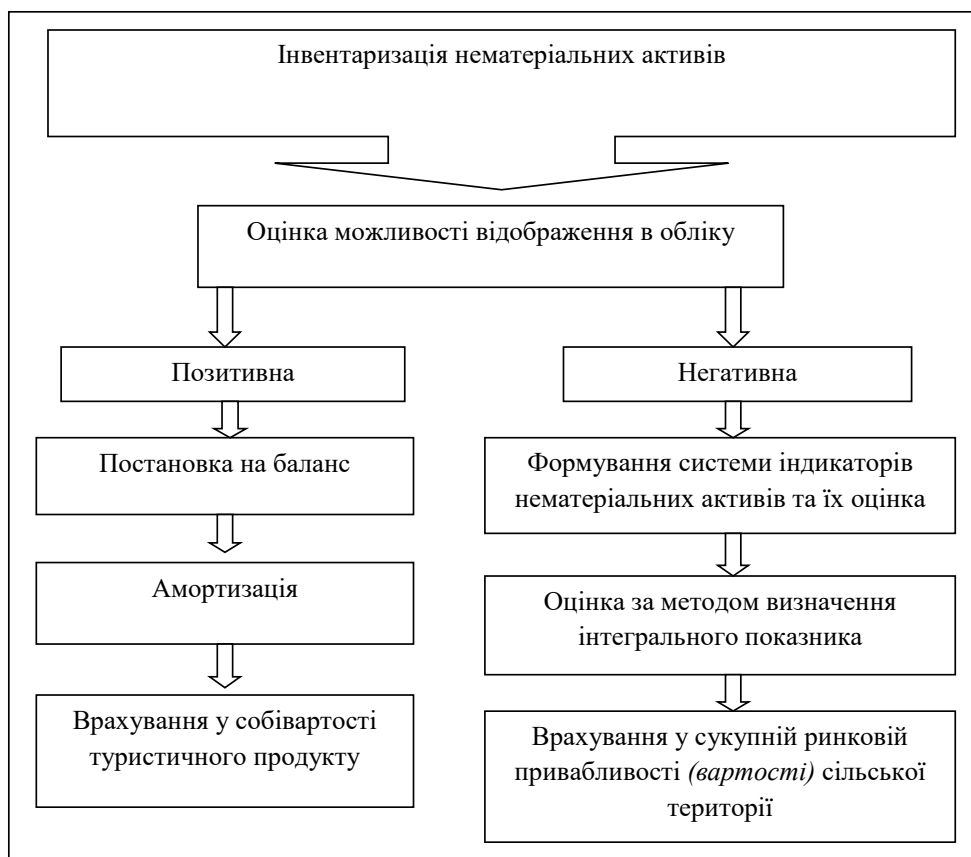 Інвентаризація нематеріальних активів
Оцінка можливості відображення в обліку
Позитивна
Негативна
Постановка на баланс
Формування системи індикаторів
нематеріальних активів та їх оцінка
Амортизація
Оцінка за методом визначення
інтегрального показника
Врахування у собівартості
туристичного продукту
Врахування у сукупній ринковій
привабливості (вартості) сільської
території